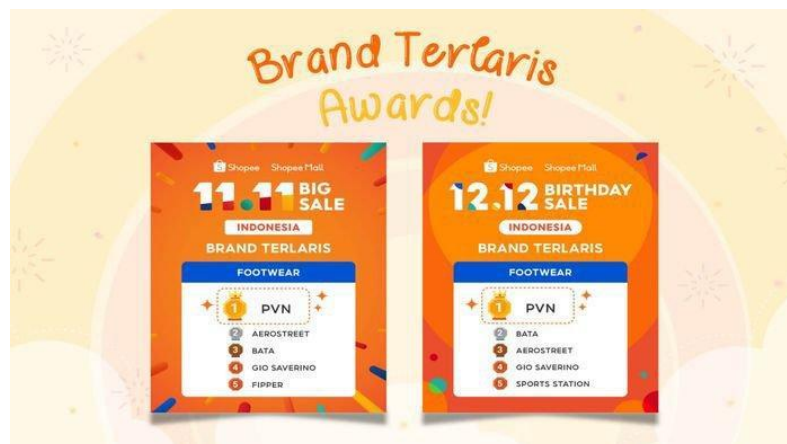 Brand Terlaris
Awards!
Shopee Shopee Mall
11.11 BIG SALE
INDONESIA
BRAND TERLARIS
FOOTWEAR
1 PVN
2 AEROSTREET
3 BATA
4 GIO SAVERINO
5 FIPPER
Shopee Shopee Mall
12.12 BIRTHDAY SALE
INDONESIA
BRAND TERLARIS
FOOTWEAR
1 PVN
2 BATA
3 AEROSTREET
4 GIO SAVERINO
5 SPORTS STATION